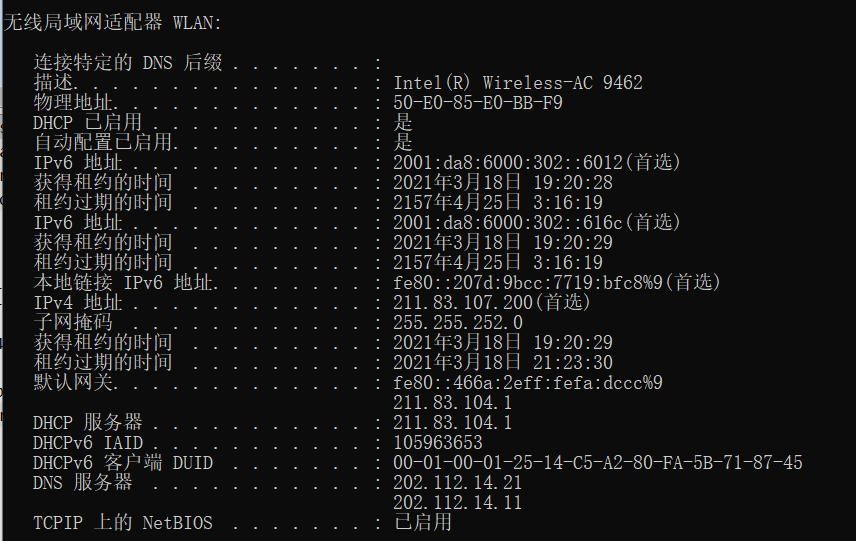 无线局域网适配器 WLAN:
连接特定的 DNS 后缀 . . . . . . . :
描述. . . . . . . . . . . . . . . : Intel(R) Wireless-AC 9462
物理地址. . . . . . . . . . . . . : 50-E0-85-E0-BB-F9
DHCP 已启用 . . . . . . . . . . . : 是
自动配置已启用. . . . . . . . . . : 是
IPv6 地址 . . . . . . . . . . . . : 2001:da8:6000:302::6012(首选)
获得租约的时间  . . . . . . . . . : 2021年3月18日 19:20:28
租约过期的时间  . . . . . . . . . : 2157年4月25日 3:16:19
IPv6 地址 . . . . . . . . . . . . : 2001:da8:6000:302::616c(首选)
获得租约的时间  . . . . . . . . . : 2021年3月18日 19:20:29
租约过期的时间  . . . . . . . . . : 2157年4月25日 3:16:19
本地链接 IPv6 地址. . . . . . . . : fe80::207d:9bcc:7719:bfc8%9(首选)
IPv4 地址 . . . . . . . . . . . . : 211.83.107.200(首选)
子网掩码  . . . . . . . . . . . . : 255.255.252.0
获得租约的时间  . . . . . . . . . : 2021年3月18日 19:20:29
租约过期的时间  . . . . . . . . . : 2021年3月18日 21:23:30
默认网关. . . . . . . . . . . . . : fe80::466a:2eff:fefa:dccc%9
211.83.104.1
DHCP 服务器 . . . . . . . . . . . : 211.83.104.1
DHCPv6 IAID . . . . . . . . . . . : 105963653
DHCPv6 客户端 DUID  . . . . . . . : 00-01-00-01-25-14-C5-A2-80-FA-5B-71-87-45
DNS 服务器  . . . . . . . . . . . : 202.112.14.21
202.112.14.11
TCPIP 上的 NetBIOS  . . . . . . . : 已启用